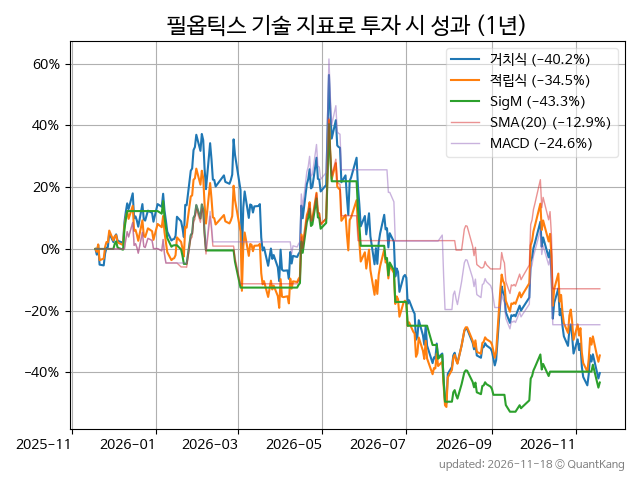 필옵틱스 기술 지표로 투자 시 성과 (1년)
거치식 (−40.2%)
적립식 (−34.5%)
SigM (−43.3%)
SMA(20) (−12.9%)
MACD (−24.6%)
60%
40%
20%
0%
−20%
−40%
2025-11 2026-01 2026-03 2026-05 2026-07 2026-09 2026-11
updated: 2026-11-18 © QuantKang